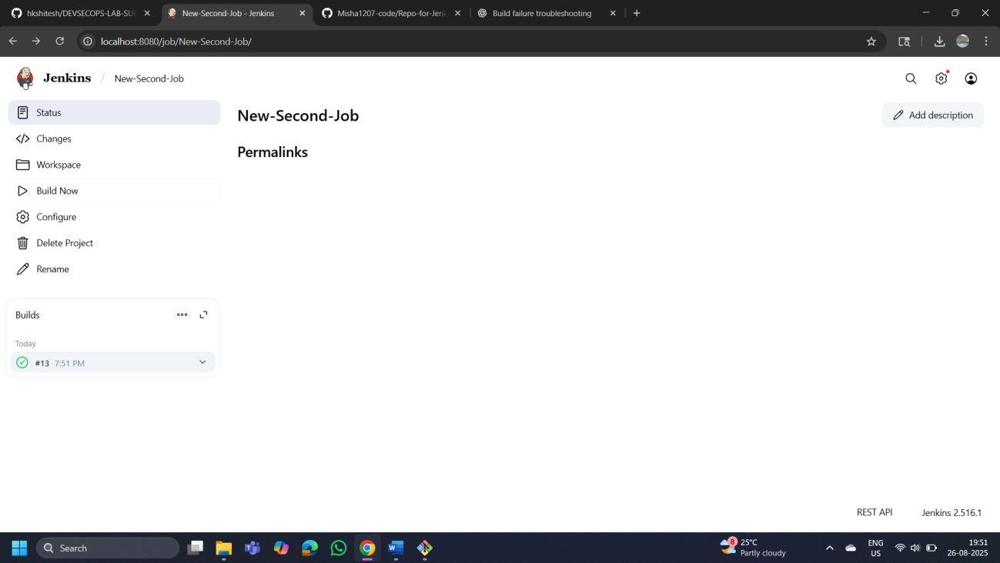 hkshitesh/DEVSECOPS-LAB-SU
New-Second-Job - Jenkins
Misha1207-code/Repo-for-Jen
Build failure troubleshooting
localhost:8080/job/New-Second-Job/
Jenkins / New-Second-Job
Status
New-Second-Job
Add description
Changes
Permalinks
Workspace
Build Now
Configure
Delete Project
Rename
Builds
Today
#13 7:51 PM
REST API
Jenkins 2.516.1
Search
8
25°C
Partly cloudy
ENG
US
19:51
26-08-2025